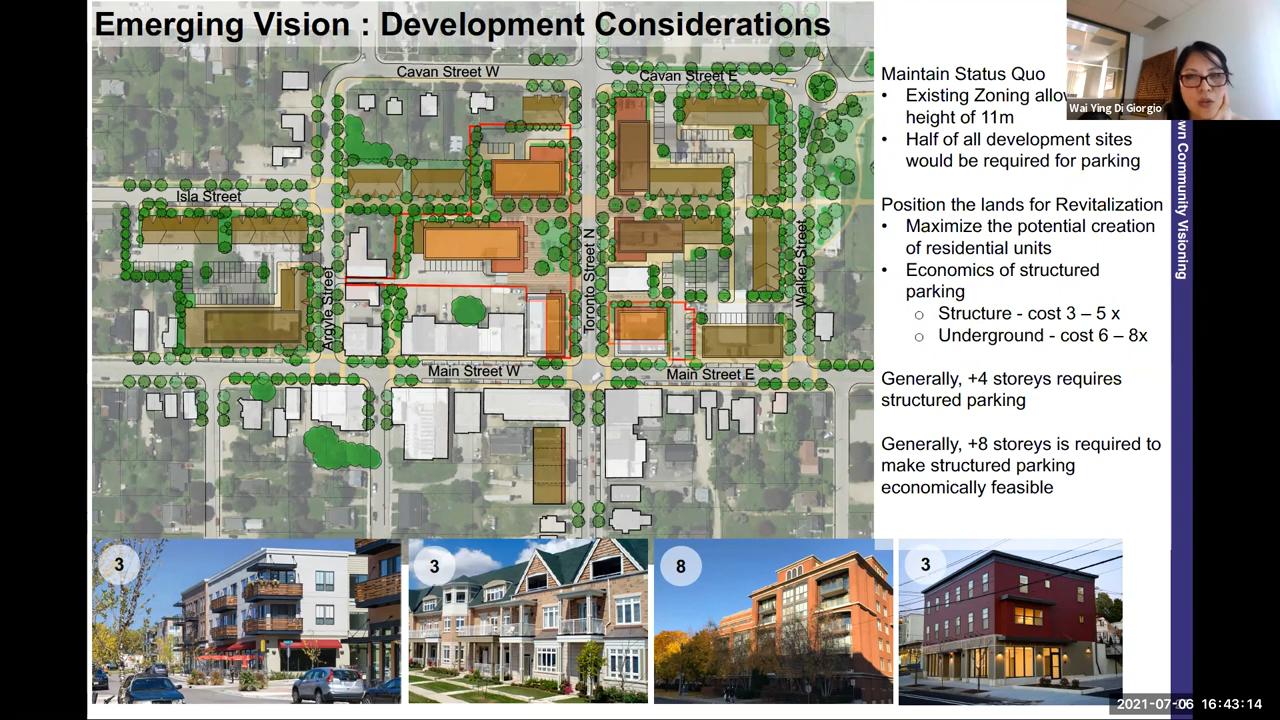 Emerging Vision : Development Considerations
Cavan Street W
Cavan Street E
Isla Street
Argyle Street
Toronto Street N
Walker Street
Main Street W
Main Street E
Maintain Status Quo
• Existing Zoning
height of 11m
• Half of all development sites
would be required for parking
Position the lands for Revitalization
• Maximize the potential creation
of residential units
• Economics of structured
parking
○ Structure - cost 3 – 5 x
○ Underground - cost 6 – 8x
Generally, +4 storeys requires
structured parking
Generally, +8 storeys is required to
make structured parking
economically feasible
Wai Ying Di Giorgio
Community Visioning
3
3
8
3
2021-07-06 16:43:14